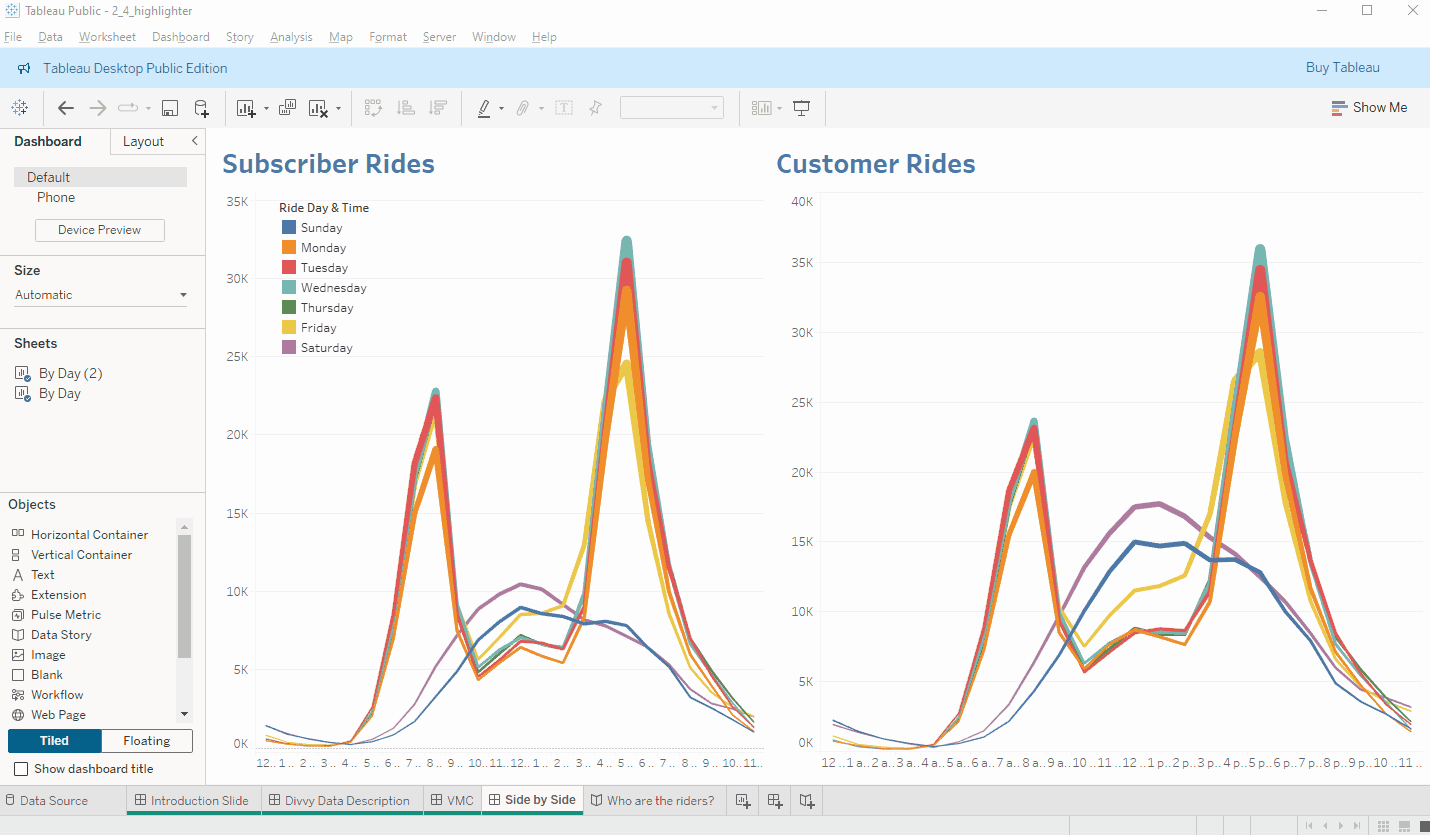 Tableau Public - 2_4_highlighter
File Data Worksheet Dashboard Story Analysis Map Format Server Window Help
Tableau Desktop Public Edition Buy Tableau
Show Me
Dashboard Layout
Default
Phone
Device Preview
Size
Automatic
Sheets
By Day (2)
By Day
Objects
Horizontal Container
Vertical Container
Text
Extension
Pulse Metric
Data Story
Image
Blank
Workflow
Web Page
Tiled Floating
Show dashboard title
Subscriber Rides
35K
30K
25K
20K
15K
10K
5K
0K
Ride Day & Time
Sunday
Monday
Tuesday
Wednesday
Thursday
Friday
Saturday
12.. 1 .. 2 .. 3 .. 4 .. 5 .. 6 .. 7 .. 8 .. 9 .. 10.. 11.. 12.. 1 .. 2 .. 3 .. 4 .. 5 .. 6 .. 7 .. 8 .. 9 .. 10.. 11..
Customer Rides
40K
35K
30K
25K
20K
15K
10K
5K
0K
12 .. 1 a.. 2 a.. 3 a.. 4 a.. 5 a.. 6 a.. 7 a.. 8 a.. 9 a.. 10 .. 11 .. 12 .. 1 p.. 2 p.. 3 p.. 4 p.. 5 p.. 6 p.. 7 p.. 8 p.. 9 p.. 10 .. 11 ..
Data Source Introduction Slide Divvy Data Description VMC Side by Side Who are the riders?